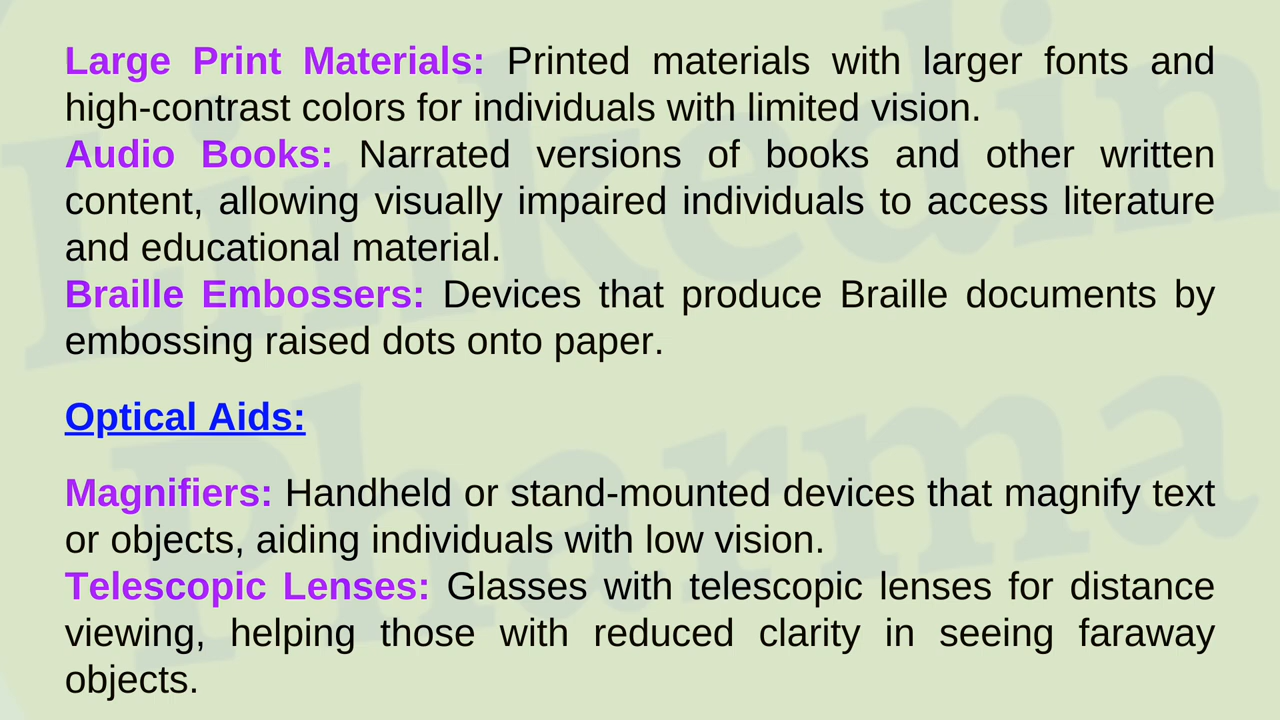 Large Print Materials: Printed materials with larger fonts and
high-contrast colors for individuals with limited vision.
Audio Books: Narrated versions of books and other written
content, allowing visually impaired individuals to access literature
and educational material.
Braille Embossers: Devices that produce Braille documents by
embossing raised dots onto paper.
Optical Aids:
Magnifiers: Handheld or stand-mounted devices that magnify text
or objects, aiding individuals with low vision.
Telescopic Lenses: Glasses with telescopic lenses for distance
viewing, helping those with reduced clarity in seeing faraway
objects.
Linkedin
Pharma